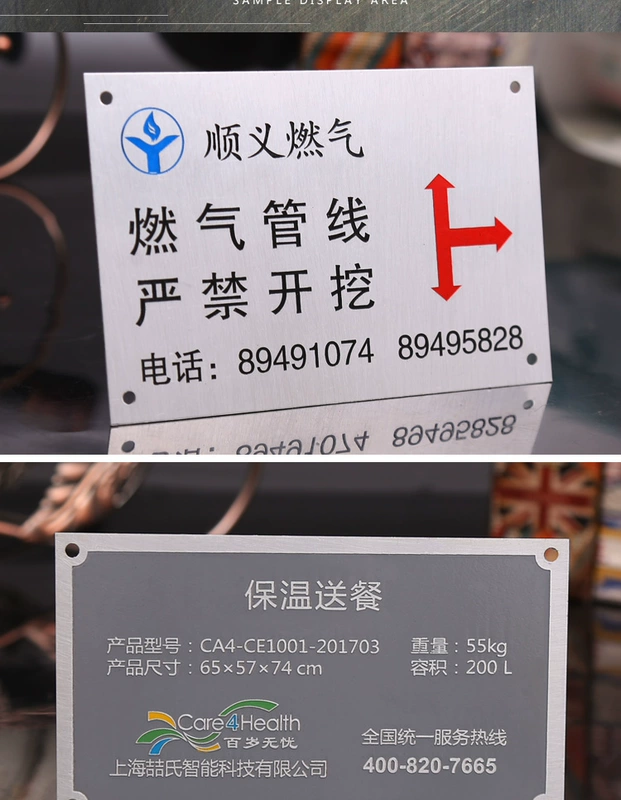 SAMPLE DISPLAY AREA
顺义燃气
燃气管线
严禁开挖
电话：89491074 89495828
保温送餐
产品型号：CA4-CE1001-201703 重量：55kg
产品尺寸：65×57×74 cm 容积：200 L
Care4Health
百多无忧
上海喆氏智能科技有限公司
全国统一服务热线
400-820-7665